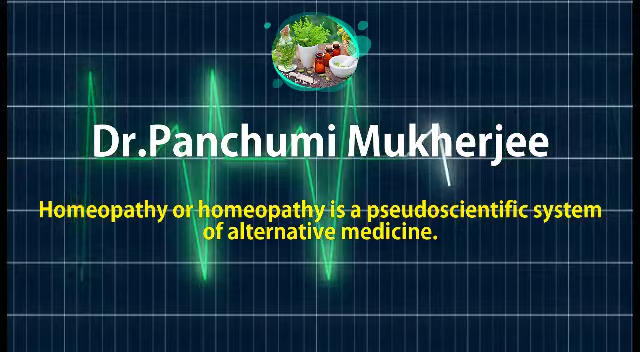 Dr.Panchumi Mukherjee
Homeopathy or homeopathy is a pseudoscientific system
of alternative medicine.